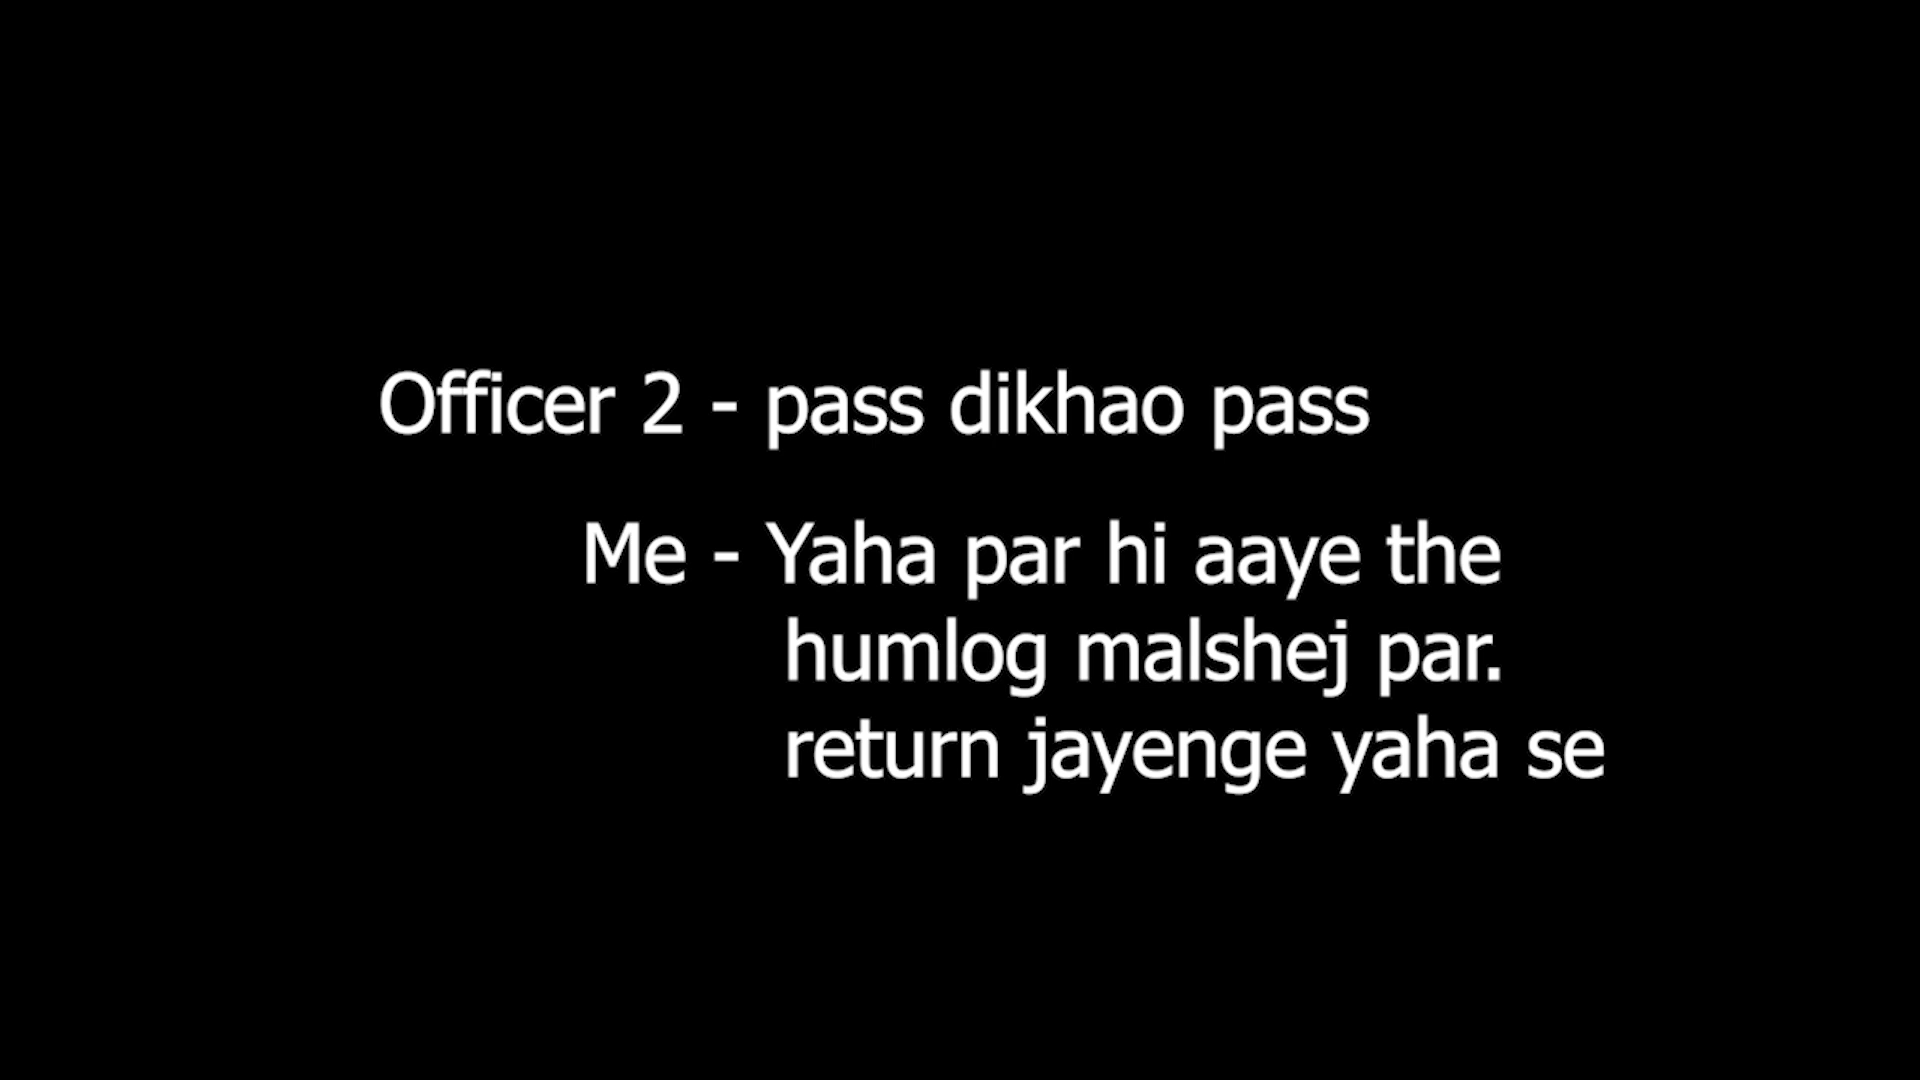 Officer 2 - pass dikhao pass
Me - Yaha par hi aaye the
humlog malshej par.
return jayenge yaha se